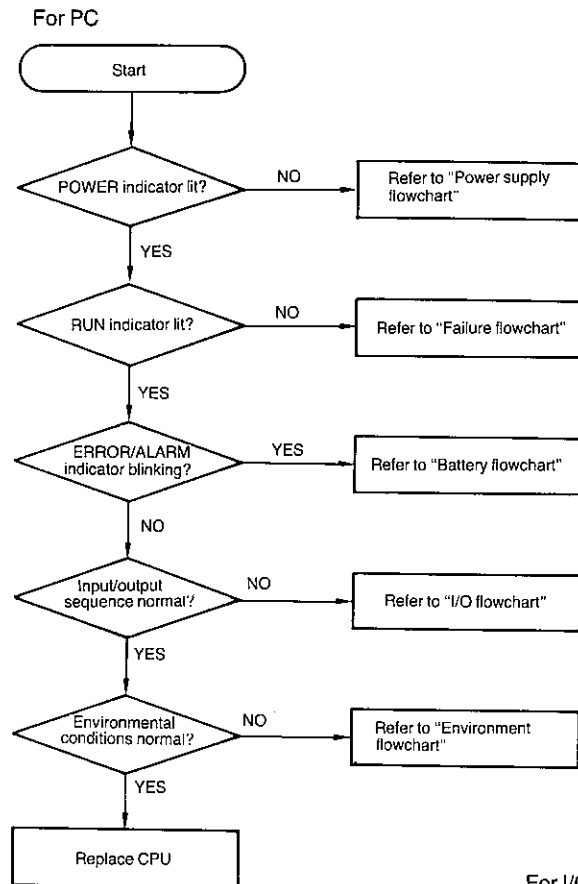 For PC
Start
POWER indicator lit?
NO
Refer to "Power supply
flowchart"
YES
RUN indicator lit?
NO
Refer to "Failure flowchart"
YES
ERROR/ALARM
indicator blinking?
YES
Refer to "Battery flowchart"
NO
Input/output
sequence normal?
NO
Refer to "I/O flowchart"
YES
Environmental
conditions normal?
NO
Refer to "Environment
flowchart"
YES
Replace CPU
For